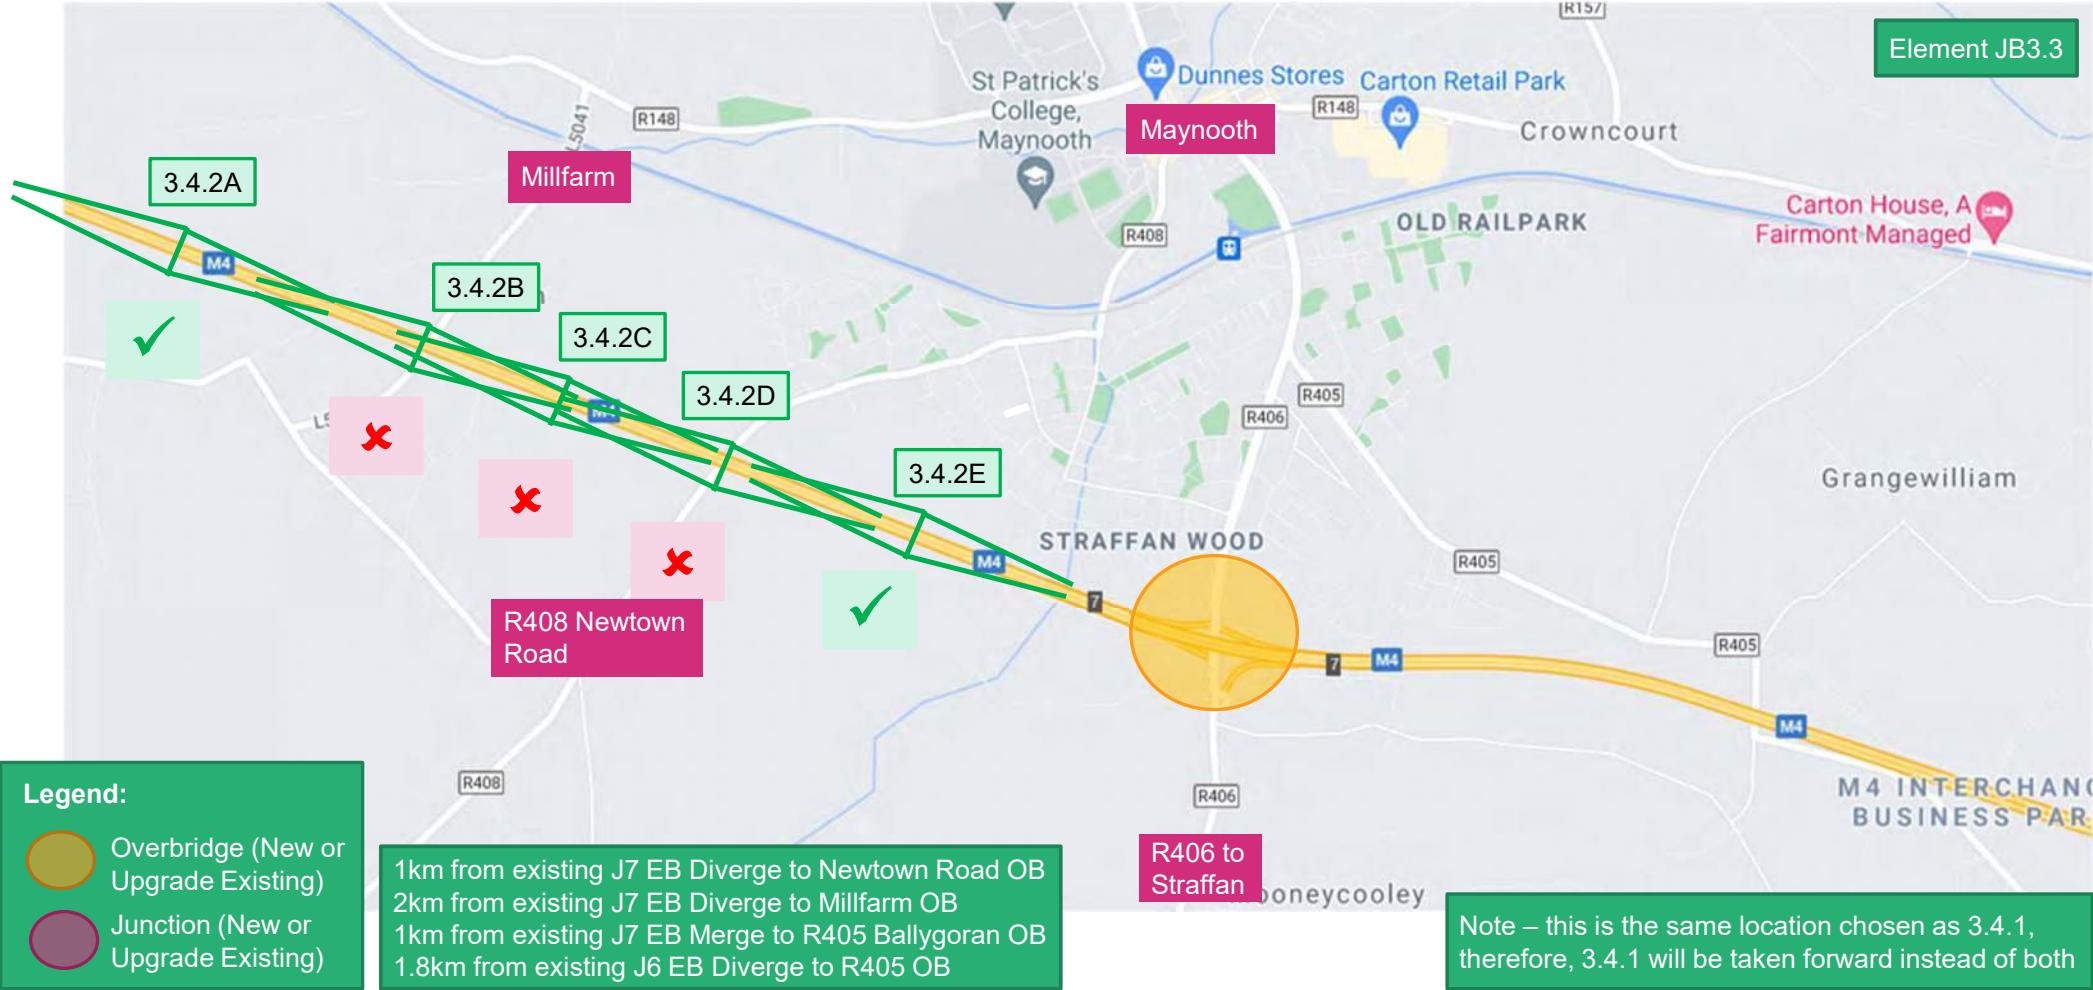 R157
Element JB3.3
St Patrick's
College,
Maynooth
Dunnes Stores
Carton Retail Park
L5041
R148
R148
Maynooth
Crowncourt
Millfarm
3.4.2A
Carton House, A
Fairmont Managed
OLD RAILPARK
R408
M4
3.4.2B
3.4.2C
3.4.2D
M4
R405
R406
3.4.2E
Grangewilliam
STRAFFAN WOOD
M4
R405
7
R408 Newtown
Road
R405
7
M4
M4
R408
R406
M4 INTERCHANG
BUSINESS PAR
Legend:
Overbridge (New or
Upgrade Existing)
Junction (New or
Upgrade Existing)
1km from existing J7 EB Diverge to Newtown Road OB
2km from existing J7 EB Diverge to Millfarm OB
1km from existing J7 EB Merge to R405 Ballygoran OB
1.8km from existing J6 EB Diverge to R405 OB
R406 to
Straffan
ooneycooley
Note – this is the same location chosen as 3.4.1,
therefore, 3.4.1 will be taken forward instead of both